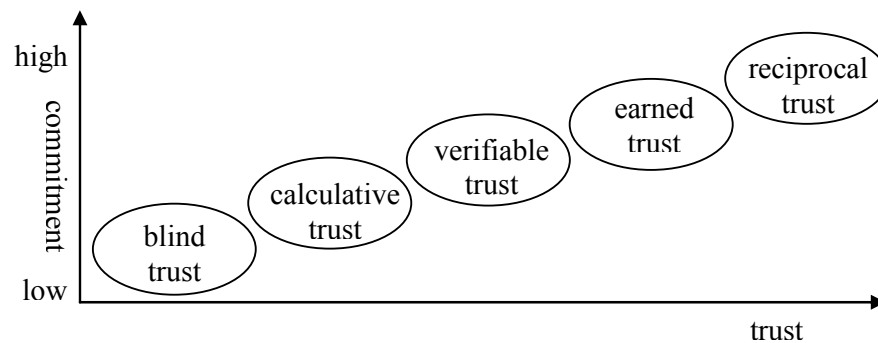 high
commitment
low
blind
trust
calculative
trust
verifiable
trust
earned
trust
reciprocal
trust
trust